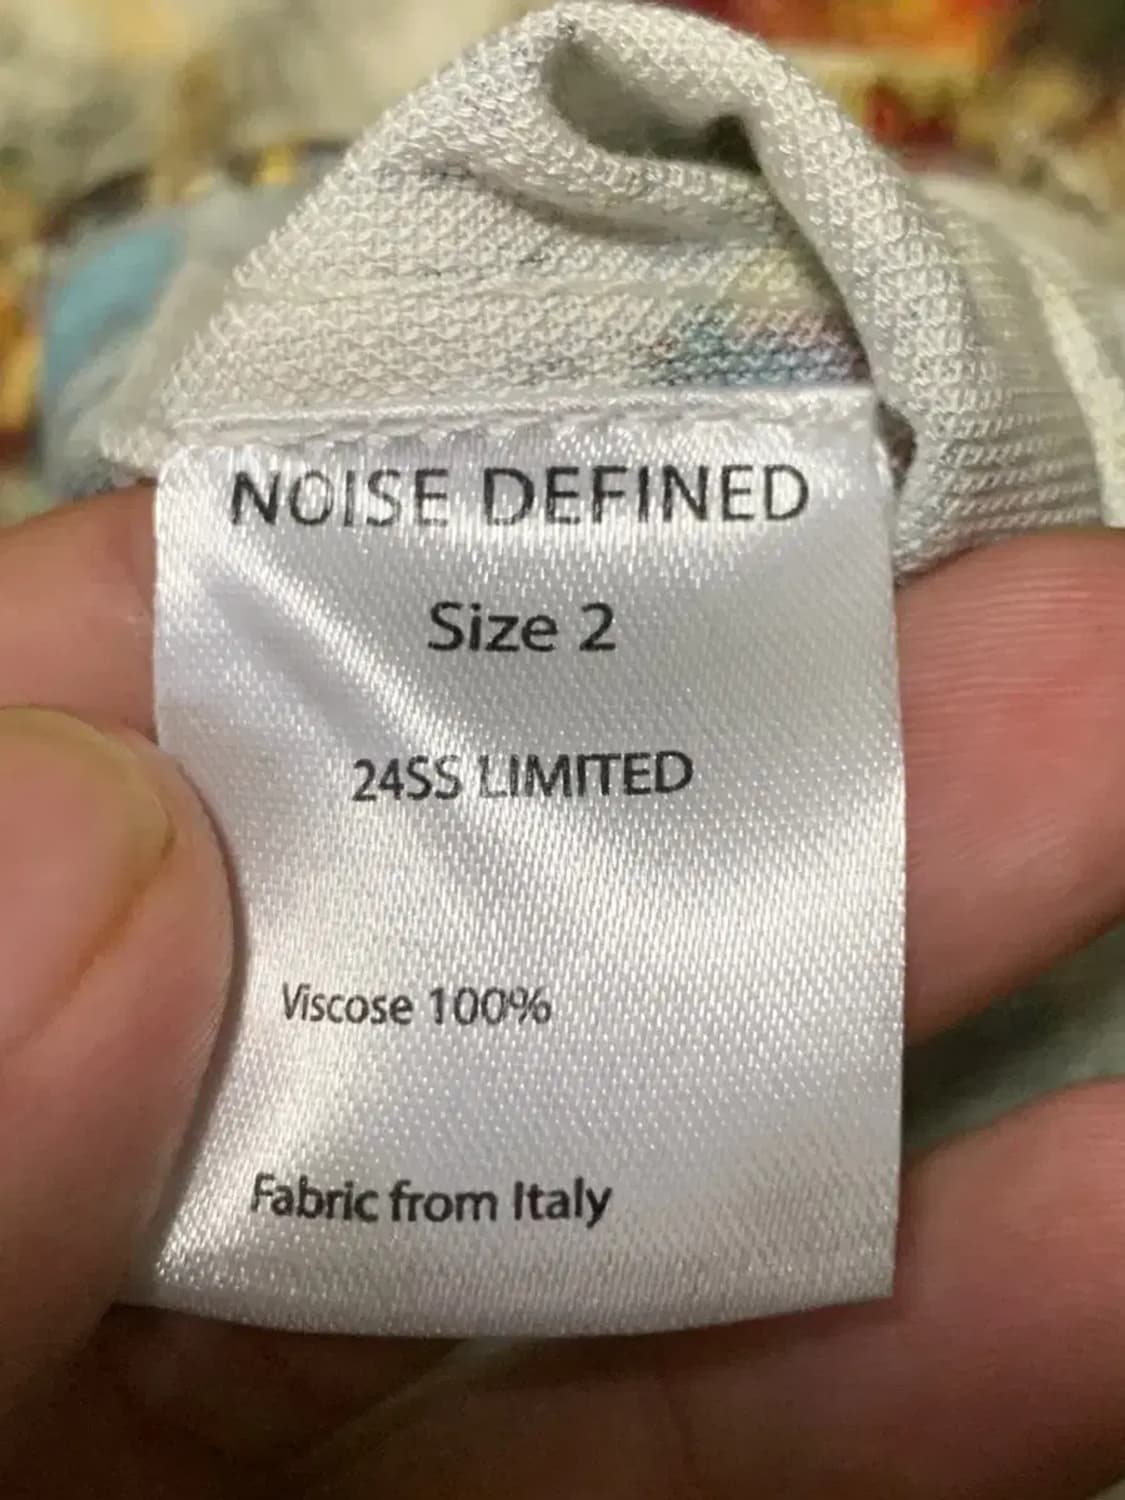 NOISE DEFINED
Size 2
24SS LIMITED
Viscose 100%
Fabric from Italy